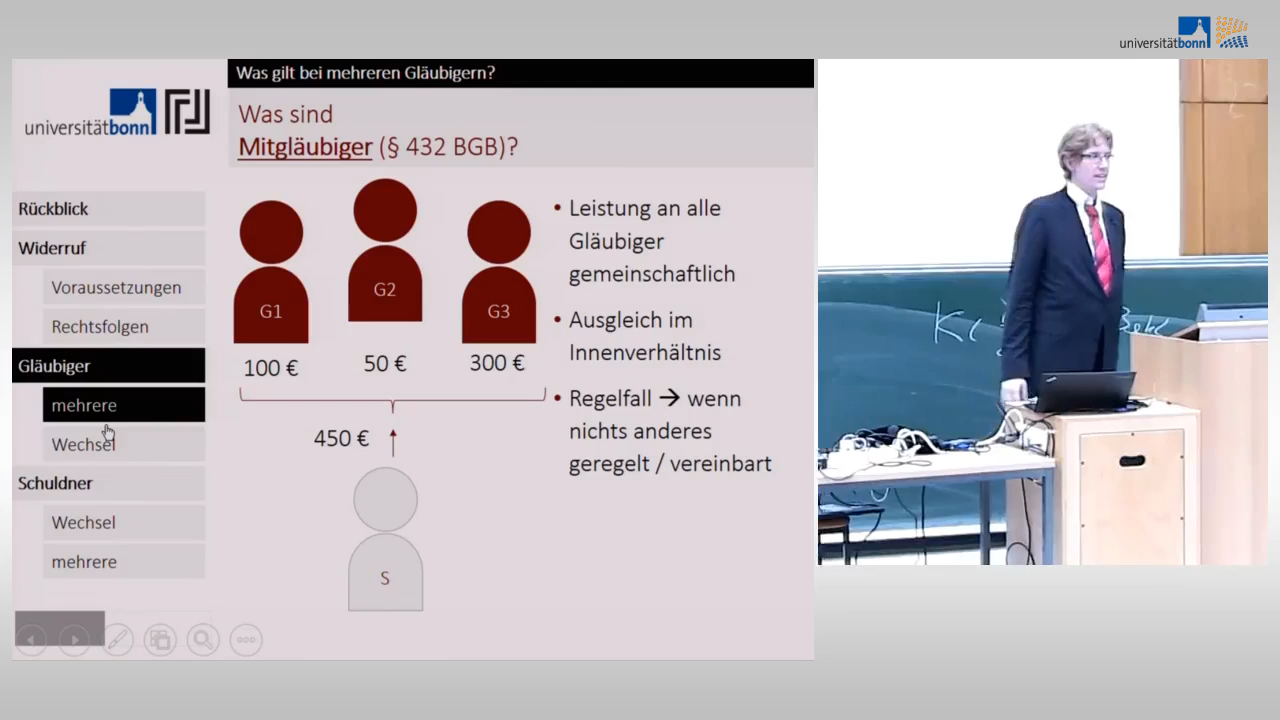 universitätbonn
Was gilt bei mehreren Gläubigern?
universitätbonn
Was sind
Mitgläubiger (§ 432 BGB)?
Rückblick
Widerruf
Voraussetzungen
Rechtsfolgen
Gläubiger
mehrere
Wechsel
Schuldner
Wechsel
mehrere
G1
G2
G3
100 €
50 €
300 €
450 €
S
• Leistung an alle
Gläubiger
gemeinschaftlich
• Ausgleich im
Innenverhältnis
• Regelfall → wenn
nichts anderes
geregelt / vereinbart